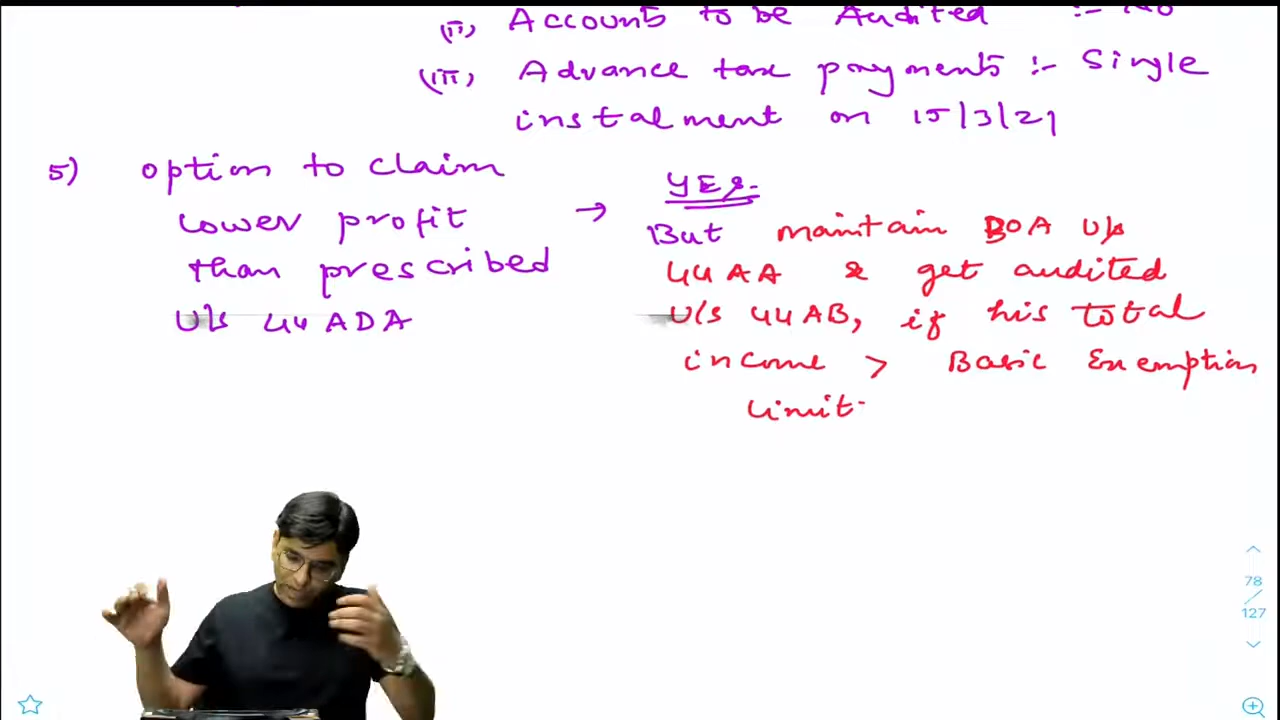 (ii) Accounts to be Audited :- No
(iii) Advance tax payments :- Single
instalment on 15/3/21
5) option to claim
lower profit
than prescribed
U/s 44ADA
→ YES.
But maintain BOA U/s
44AA & get audited
U/s 44AB, if his total
income > Basic Exemption
limit.
78
127